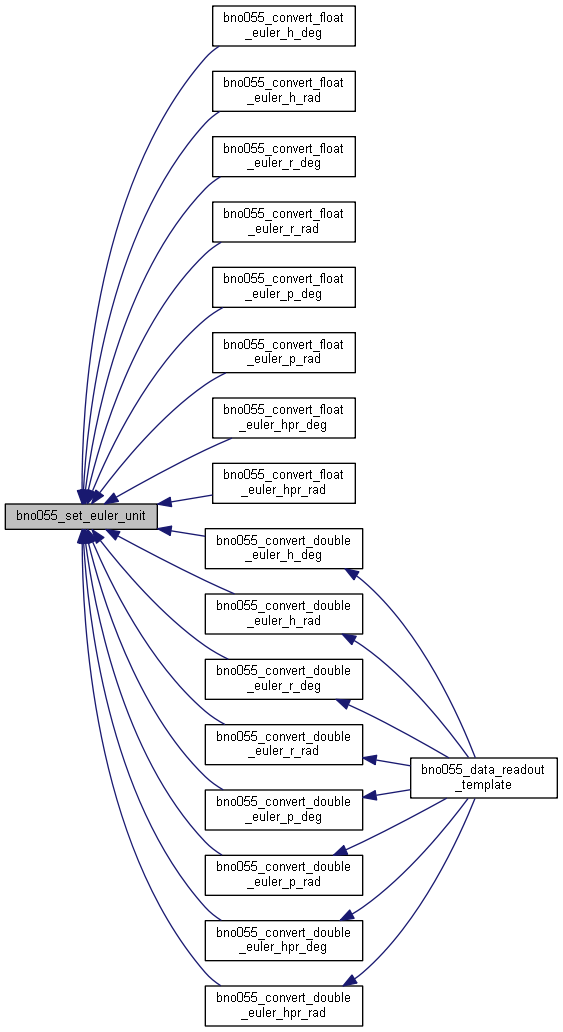 bno055_convert_float
_euler_h_deg
bno055_convert_float
_euler_h_rad
bno055_convert_float
_euler_r_deg
bno055_convert_float
_euler_r_rad
bno055_convert_float
_euler_p_deg
bno055_convert_float
_euler_p_rad
bno055_convert_float
_euler_hpr_deg
bno055_convert_float
_euler_hpr_rad
bno055_set_euler_unit
bno055_convert_double
_euler_h_deg
bno055_convert_double
_euler_h_rad
bno055_convert_double
_euler_r_deg
bno055_convert_double
_euler_r_rad
bno055_data_readout
_template
bno055_convert_double
_euler_p_deg
bno055_convert_double
_euler_p_rad
bno055_convert_double
_euler_hpr_deg
bno055_convert_double
_euler_hpr_rad